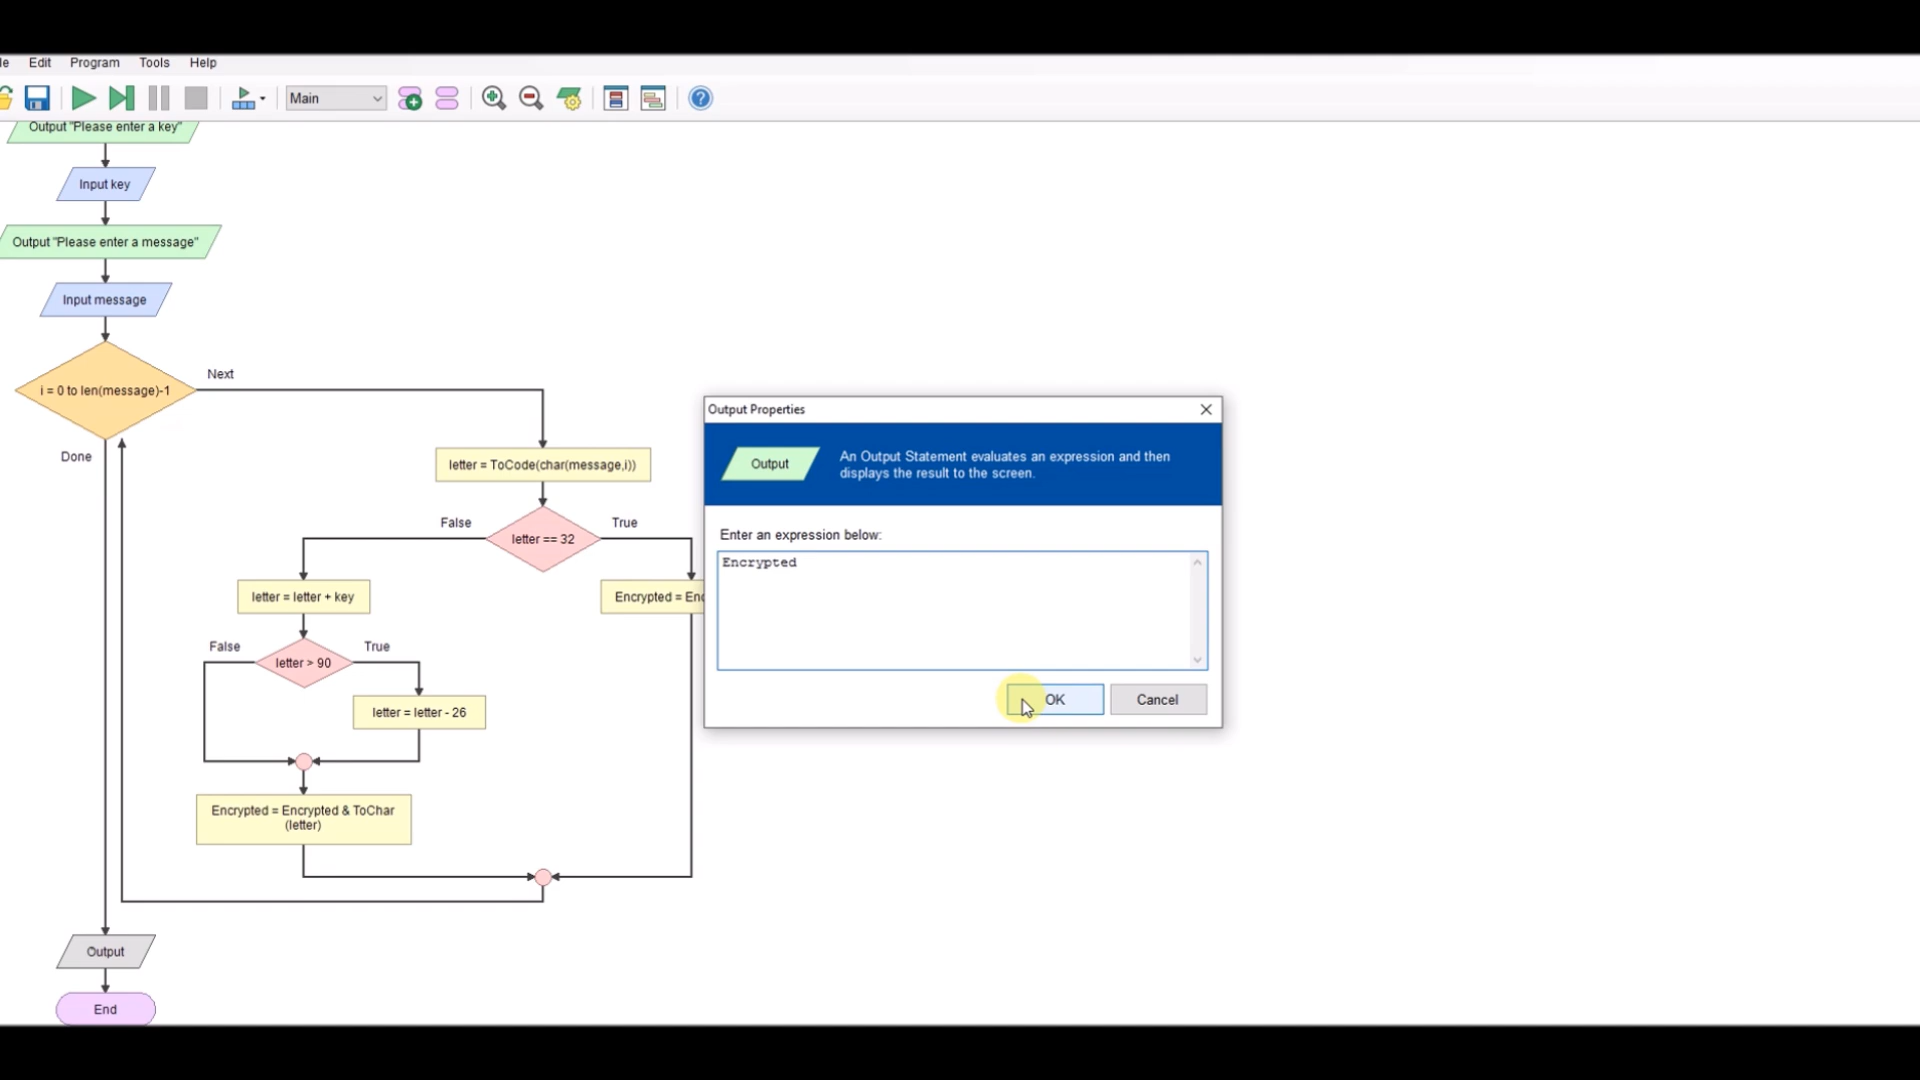 Edit Program Tools Help
Main
Output "Please enter a key"
Input key
Output "Please enter a message"
Input message
i = 0 to len(message)-1
Next
Done
letter = ToCode(char(message,i))
False
letter == 32
True
letter = letter + key
Encrypted =
False
letter > 90
True
letter = letter - 26
Encrypted = Encrypted & ToChar
(letter)
Output
End
Output Properties
Output
An Output Statement evaluates an expression and then
displays the result to the screen.
Enter an expression below:
Encrypted
OK
Cancel